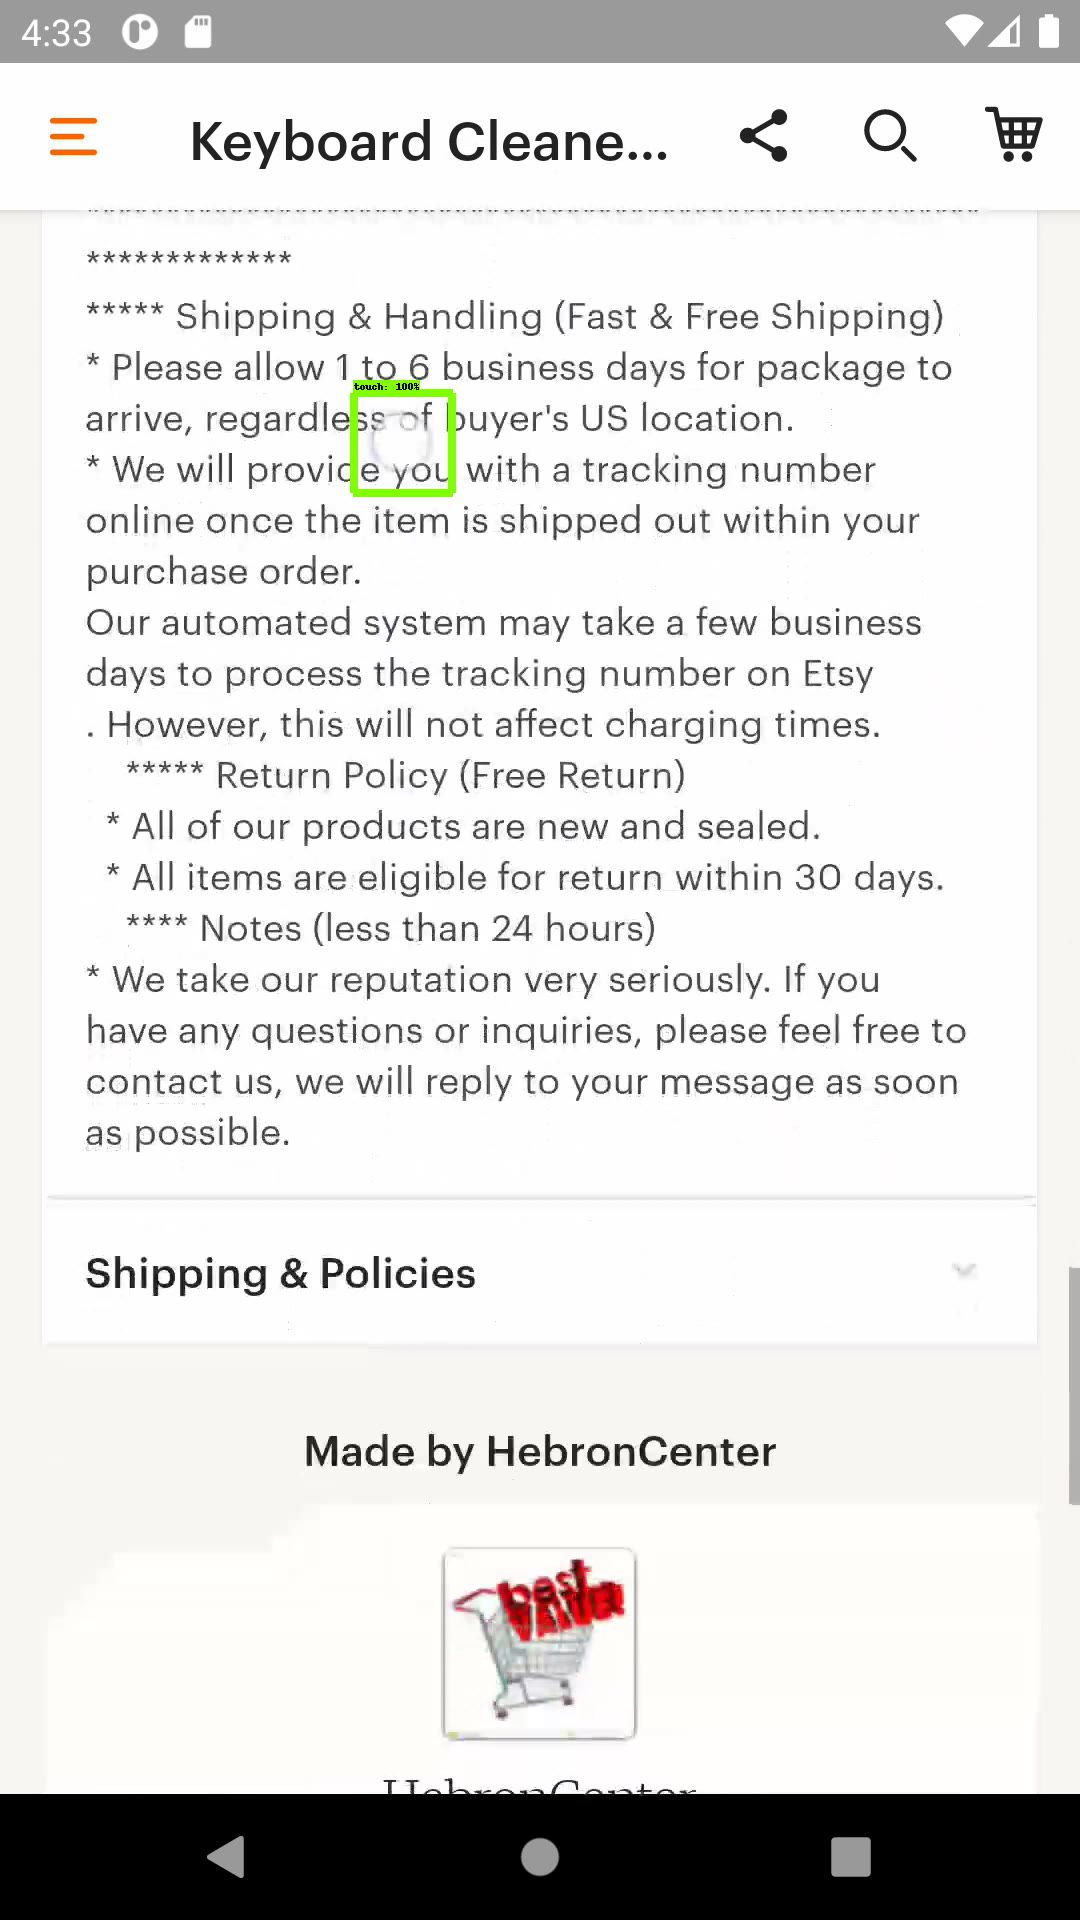 4:33
Keyboard Cleane...
*************
***** Shipping & Handling (Fast & Free Shipping)
* Please allow 1 to 6 business days for package to
touch: 100%
arrive, regardless of buyer's US location.
* We will provide you with a tracking number
online once the item is shipped out within your
purchase order.
Our automated system may take a few business
days to process the tracking number on Etsy
. However, this will not affect charging times.
***** Return Policy (Free Return)
* All of our products are new and sealed.
* All items are eligible for return within 30 days.
**** Notes (less than 24 hours)
* We take our reputation very seriously. If you
have any questions or inquiries, please feel free to
contact us, we will reply to your message as soon
as possible.
Shipping & Policies
Made by HebronCenter
best
VALUE!
HebronCenter